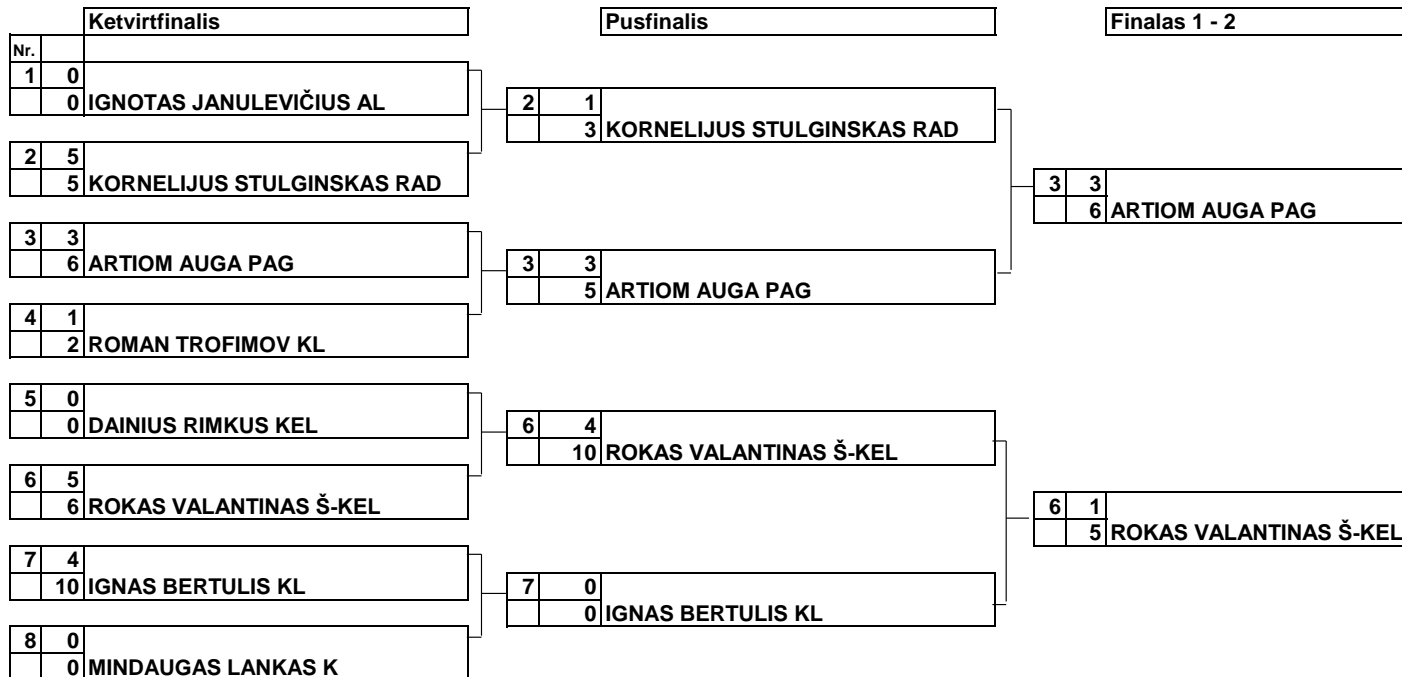 Ketvirtfinalis
Pusfinalis
Finalas 1 - 2
Nr.
1 0
0 IGNOTAS JANULEVIČIUS AL
2 5
5 KORNELIJUS STULGINSKAS RAD
3 3
6 ARTIOM AUGA PAG
4 1
2 ROMAN TROFIMOV KL
5 0
0 DAINIUS RIMKUS KEL
6 5
6 ROKAS VALANTINAS Š-KEL
7 4
10 IGNAS BERTULIS KL
8 0
0 MINDAUGAS LANKAS K
2 1
3 KORNELIJUS STULGINSKAS RAD
3 3
5 ARTIOM AUGA PAG
6 4
10 ROKAS VALANTINAS Š-KEL
7 0
0 IGNAS BERTULIS KL
3 3
6 ARTIOM AUGA PAG
6 1
5 ROKAS VALANTINAS Š-KEL